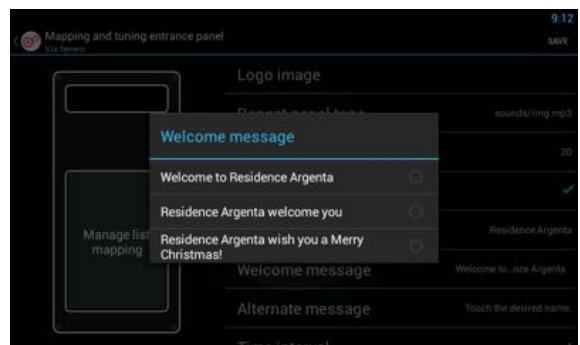 9:12
Mapping and tuning entrance panel
Via ferrero
SAVE
Logo image
sounds/ring.mp3
Welcome message
20
Welcome to Residence Argenta
Residence Argenta welcome you
Residence Argenta wish you a Merry
Christmas!
Manage list
mapping
Residence Argenta
Welcome message
Welcome to...nce Argenta
Alternate message
Touch the desired name.
Time interval